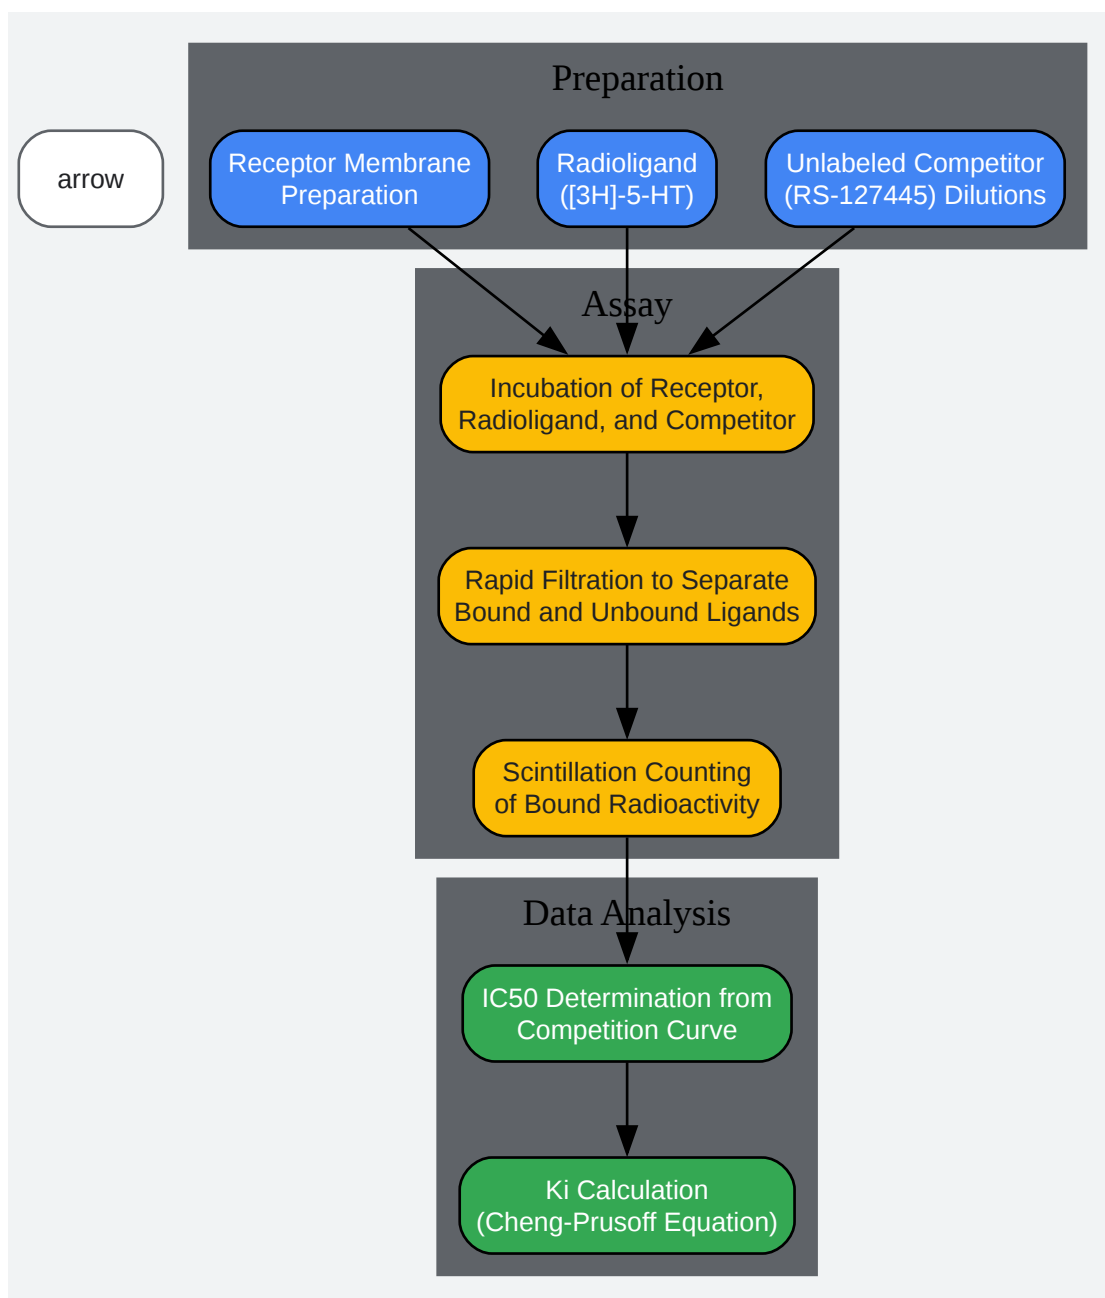 Preparation
arrow
Receptor Membrane
Preparation
Radioligand
([3H]-5-HT)
Unlabeled Competitor
(RS-127445) Dilutions
Assay
Incubation of Receptor,
Radioligand, and Competitor
Rapid Filtration to Separate
Bound and Unbound Ligands
Scintillation Counting
of Bound Radioactivity
Data Analysis
IC50 Determination from
Competition Curve
Ki Calculation
(Cheng-Prusoff Equation)